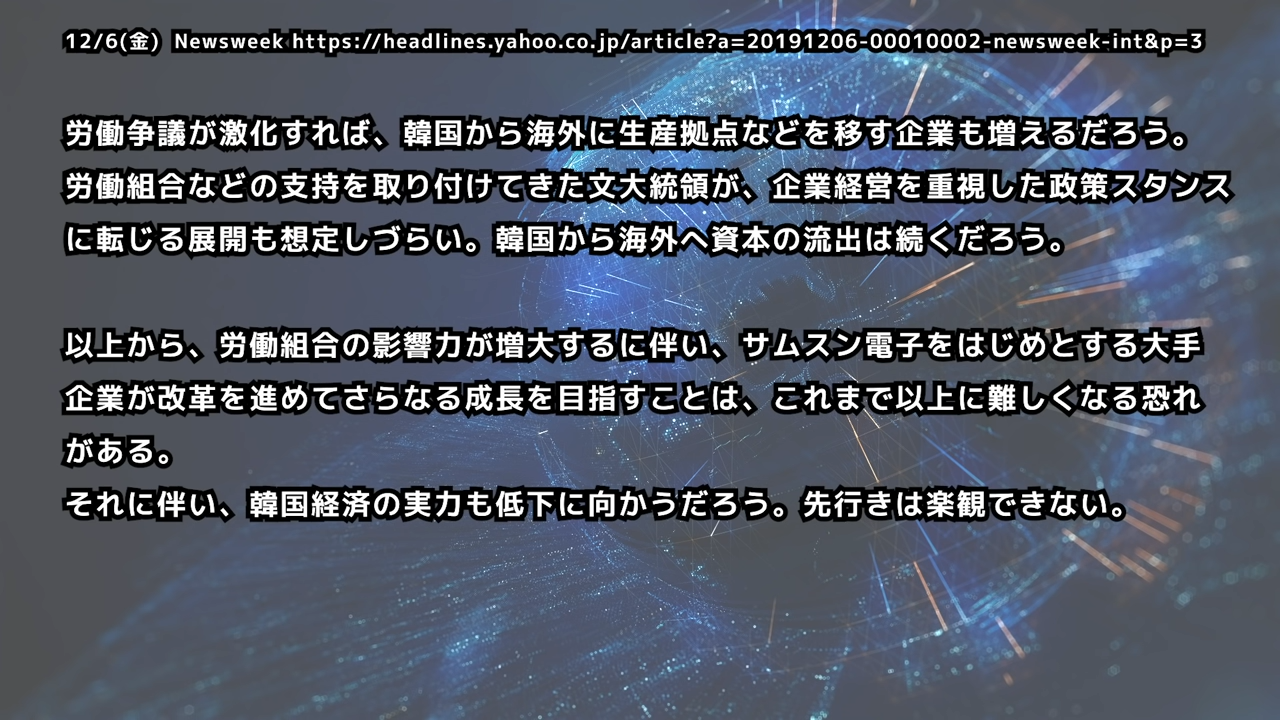 12/6(金) Newsweek https://headlines.yahoo.co.jp/article?a=20191206-00010002-newsweek-int&p=3
労働争議が激化すれば、韓国から海外に生産拠点などを移す企業も増えるだろう。
労働組合などの支持を取り付けてきた文大統領が、企業経営を重視した政策スタンス
に転じる展開も想定しづらい。韓国から海外へ資本の流出は続くだろう。
以上から、労働組合の影響力が増大するに伴い、サムスン電子をはじめとする大手
企業が改革を進めてさらなる成長を目指すことは、これまで以上に難しくなる恐れ
がある。
それに伴い、韓国経済の実力も低下に向かうだろう。先行きは楽観できない。